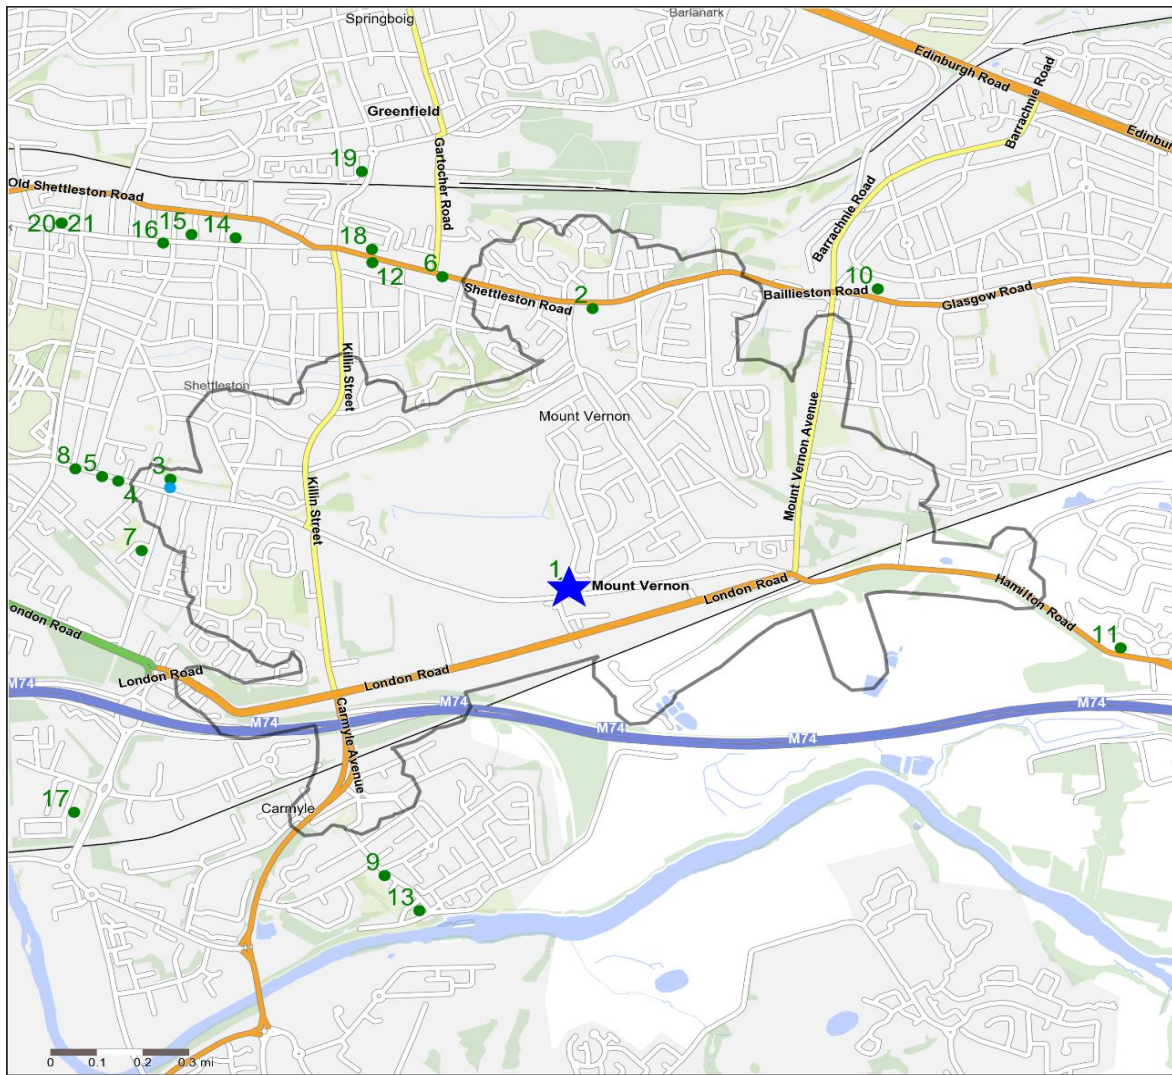 Springboig
Barlanark
Edinburgh Road
Barrachnie Road
Greenfield
Gartocher Road
Edinbur
19
Old Shettleston Road
Barrachnie Road
20
21
16
15
14
18
12
6
Shettleston Road
2
Baillieston Road
10
Glasgow Road
Killin Street
Shettleston
Mount Vernon
Mount Vernon Avenue
8
5
4
3
Killin Street
7
1
Mount Vernon
London Road
Hamilton Road
11
ondon Road
London Road
London Road
M74
M74
M74
M74
M74
M74
Carmyle Avenue
17
Carmyle
9
13
0 0.1 0.2 0.3 mi